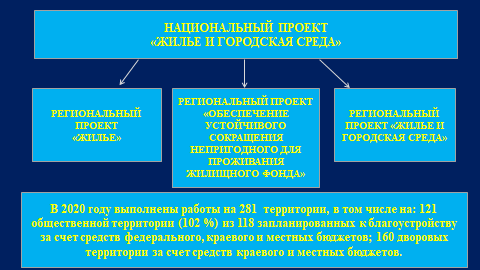 НАЦИОНАЛЬНЫЙ ПРОЕКТ
«ЖИЛЬЕ И ГОРОДСКАЯ СРЕДА»
РЕГИОНАЛЬНЫЙ
ПРОЕКТ
«ЖИЛЬЕ»
РЕГИОНАЛЬНЫЙ ПРОЕКТ
«ОБЕСПЕЧЕНИЕ
УСТОЙЧИВОГО
СОКРАЩЕНИЯ
НЕПРИГОДНОГО ДЛЯ
ПРОЖИВАНИЯ
ЖИЛИЩНОГО ФОНДА»
РЕГИОНАЛЬНЫЙ
ПРОЕКТ «ЖИЛЬЕ И
ГОРОДСКАЯ СРЕДА»
В 2020 году выполнены работы на 281 территории, в том числе на: 121
общественной территории (102 %) из 118 запланированных к благоустройству
за счет средств федерального, краевого и местных бюджетов; 160 дворовых
территории за счет средств краевого и местных бюджетов.